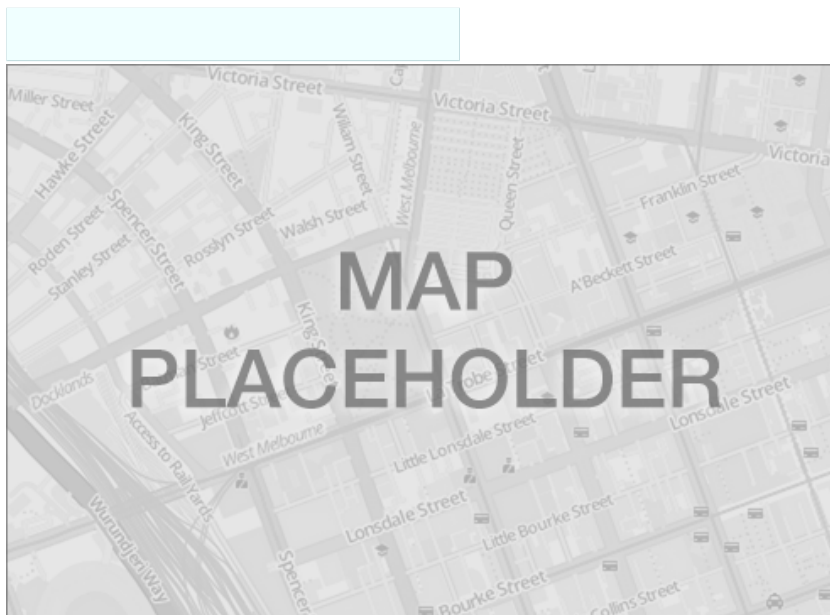 Victoria Street
Miller Street
Victoria Street
Victoria
Hawke Street
King Street
William Street
West Melbourne
Queen Street
Franklin Street
Spencer Street
Roden Street
Stanley Street
Rosslyn Street
Walsh Street
A'Beckett Street
MAP
PLACEHOLDER
King Street
Docklands
Jeffcott Street
Lonsdale Street
Access to Rail Yards
West Melbourne
Little Lonsdale Street
Wurundjeri Way
Lonsdale Street
Little Bourke Street
Spencer
Bourke Street
Collins Street